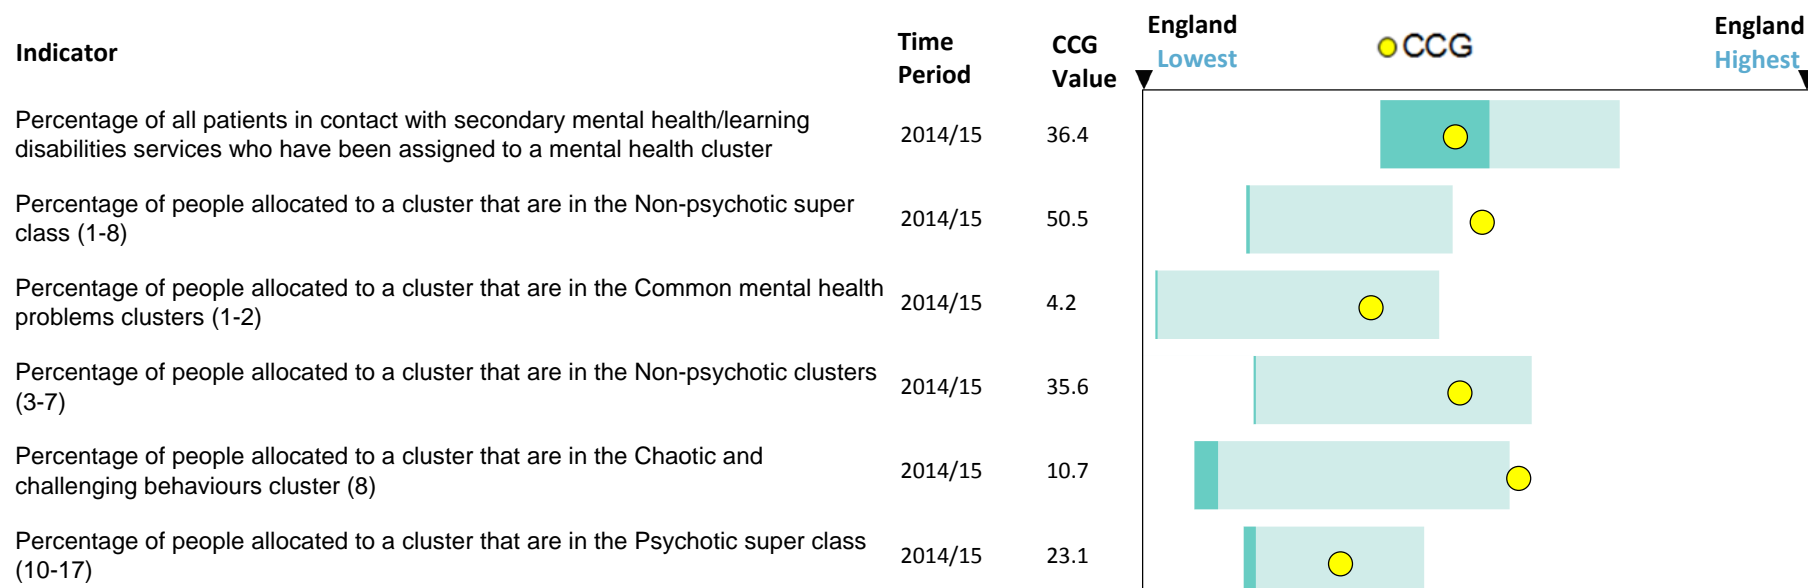 Indicator
Time
Period
CCG
Value
England
Lowest
CCG
England
Highest
Percentage of all patients in contact with secondary mental health/learning
disabilities services who have been assigned to a mental health cluster
2014/15
36.4
Percentage of people allocated to a cluster that are in the Non-psychotic super
class (1-8)
2014/15
50.5
Percentage of people allocated to a cluster that are in the Common mental health
problems clusters (1-2)
2014/15
4.2
Percentage of people allocated to a cluster that are in the Non-psychotic clusters
(3-7)
2014/15
35.6
Percentage of people allocated to a cluster that are in the Chaotic and
challenging behaviours cluster (8)
2014/15
10.7
Percentage of people allocated to a cluster that are in the Psychotic super class
(10-17)
2014/15
23.1